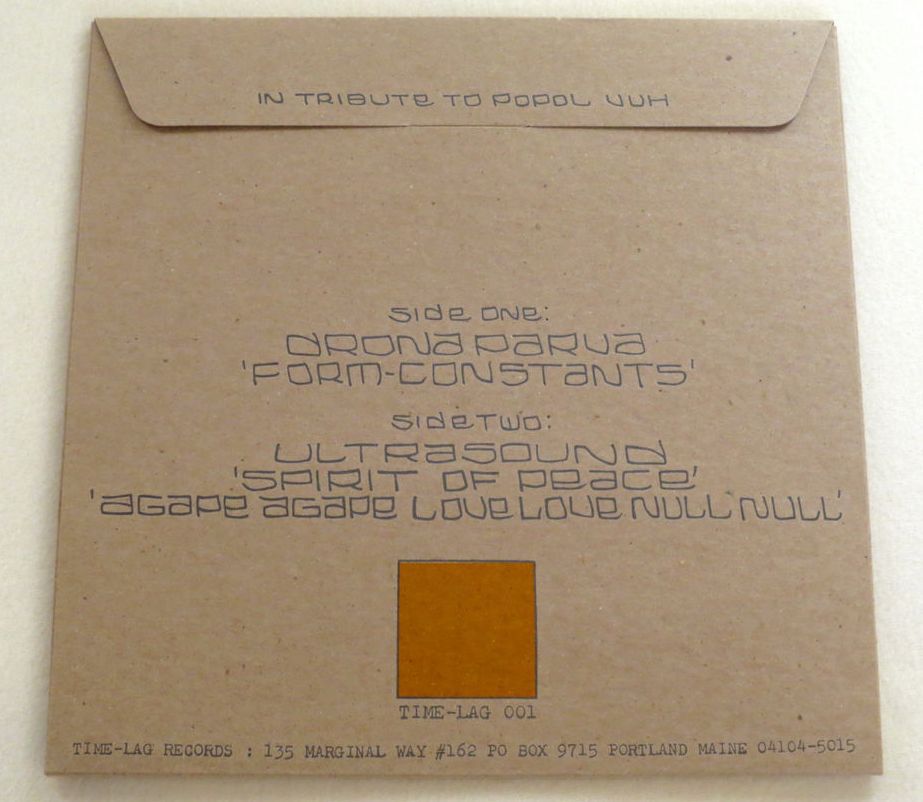 IN TRIBUTE TO POPOL VUH
Side One:
DRONA PARVA
'FORM-CONSTANTS'
Side Two:
ULTRASOUND
'SPIRIT OF PEACE'
'AGAPE AGAPE LOVE LOVE NULL NULL'
TIME-LAG 001
TIME-LAG RECORDS : 135 MARGINAL WAY #162 PO BOX 9715 PORTLAND MAINE 04104-5015